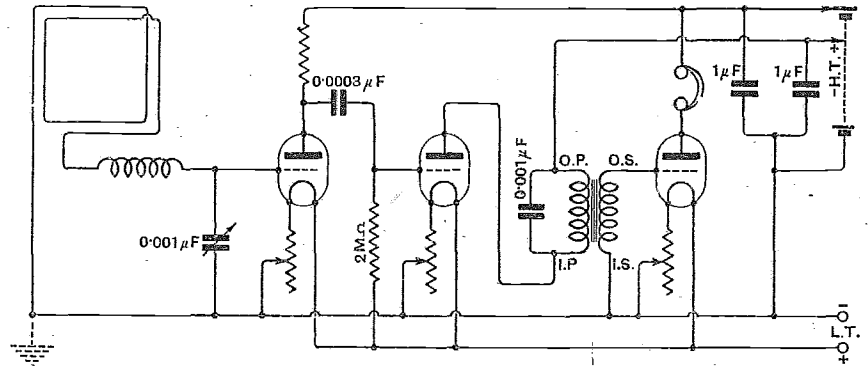 0·0003 µF
0·001 µF
2 M.Ω
0·001 µF
O.P.
I.P
O.S.
I.S.
1 µF
1 µF
- H.T. +
-
L.T.
+